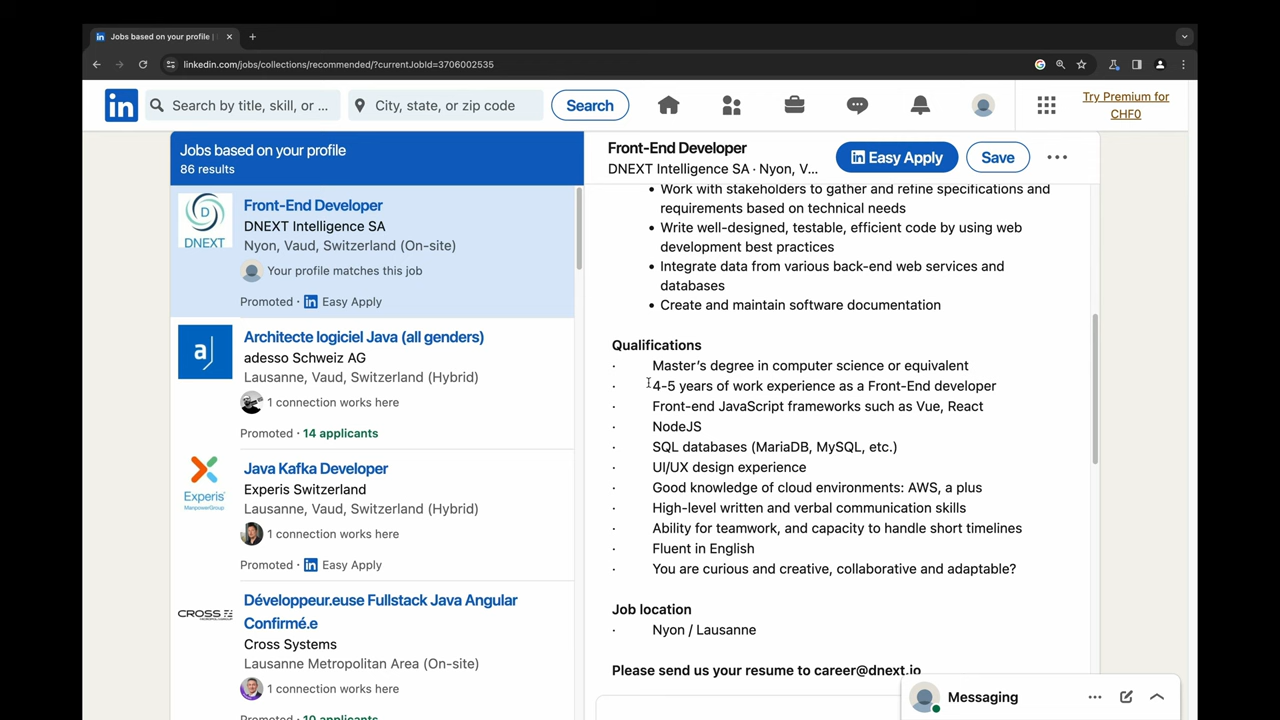 Jobs based on your profile |
linkedin.com/jobs/collections/recommended/?currentJobId=3706002535
in
Search by title, skill, or ...
City, state, or zip code
Search
Try Premium for
CHF0
Jobs based on your profile
86 results
DNEXT
Front-End Developer
DNEXT Intelligence SA
Nyon, Vaud, Switzerland (On-site)
Your profile matches this job
Promoted · in Easy Apply
a
Architecte logiciel Java (all genders)
adesso Schweiz AG
Lausanne, Vaud, Switzerland (Hybrid)
1 connection works here
Promoted · 14 applicants
Experis
ManpowerGroup
Java Kafka Developer
Experis Switzerland
Lausanne, Vaud, Switzerland (Hybrid)
1 connection works here
Promoted · in Easy Apply
CROSS
Développeur.euse Fullstack Java Angular
Confirmé.e
Cross Systems
Lausanne Metropolitan Area (On-site)
1 connection works here
Promoted · 10 applicants
Front-End Developer
DNEXT Intelligence SA · Nyon, V...
in Easy Apply
Save
• Work with stakeholders to gather and refine specifications and
requirements based on technical needs
• Write well-designed, testable, efficient code by using web
development best practices
• Integrate data from various back-end web services and
databases
• Create and maintain software documentation
Qualifications
· Master’s degree in computer science or equivalent
· 4-5 years of work experience as a Front-End developer
· Front-end JavaScript frameworks such as Vue, React
· NodeJS
· SQL databases (MariaDB, MySQL, etc.)
· UI/UX design experience
· Good knowledge of cloud environments: AWS, a plus
· High-level written and verbal communication skills
· Ability for teamwork, and capacity to handle short timelines
· Fluent in English
· You are curious and creative, collaborative and adaptable?
Job location
· Nyon / Lausanne
Please send us your resume to career@dnext.io
Messaging